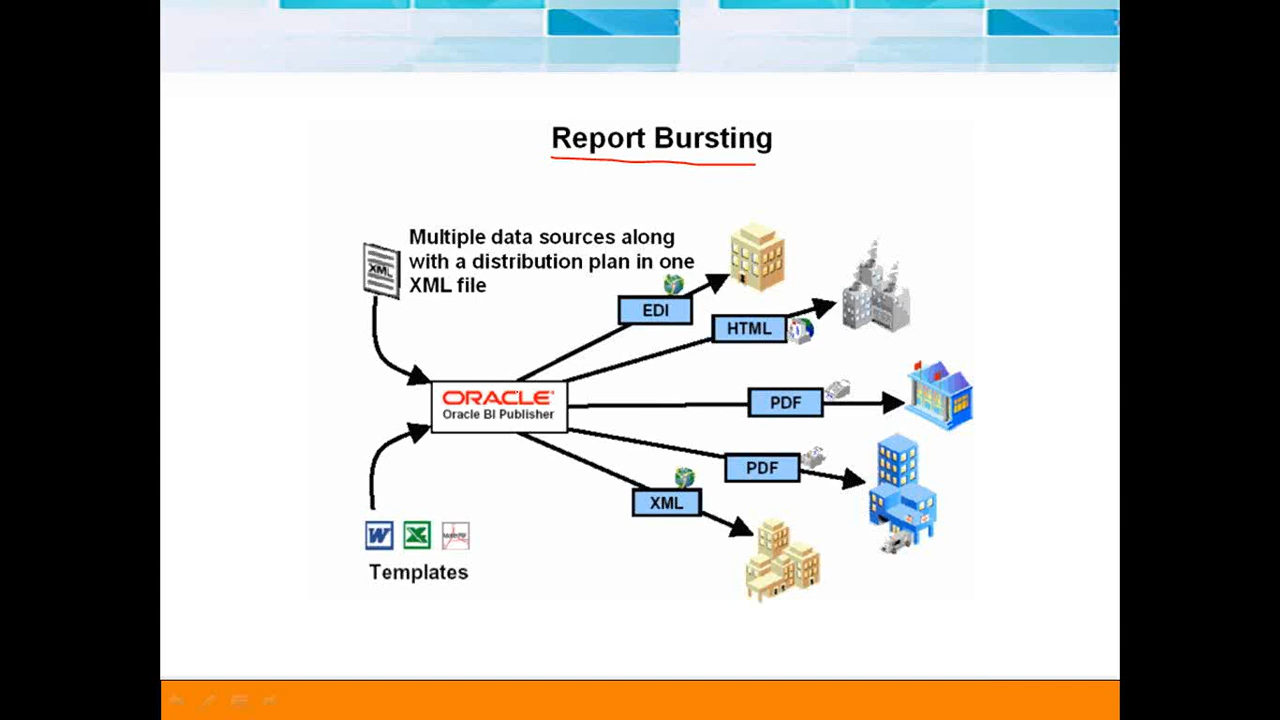 Report Bursting
Multiple data sources along
with a distribution plan in one
XML file
XML
EDI
HTML
PDF
ORACLE
Oracle BI Publisher
PDF
XML
W
X
Templates